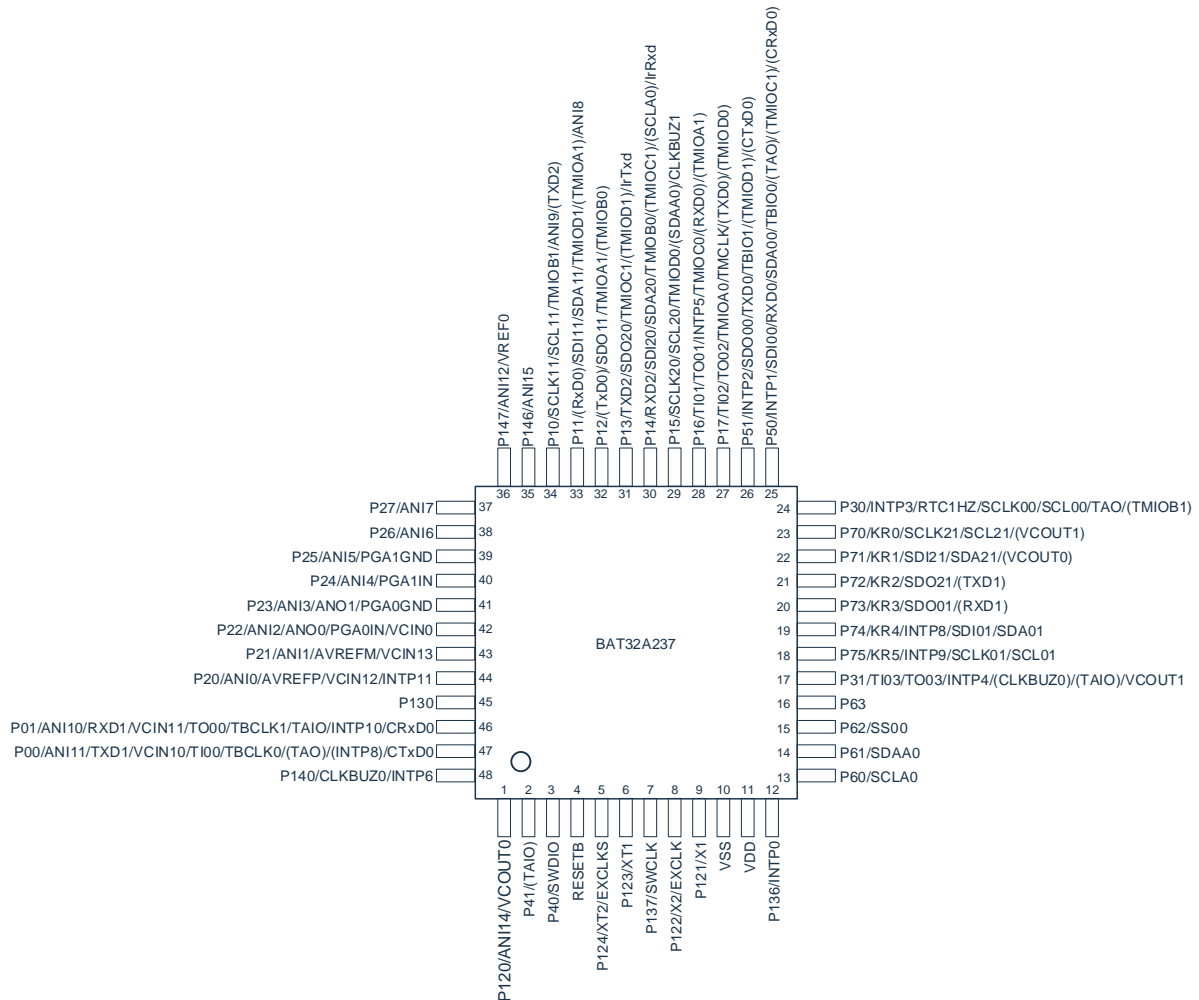 P147/ANI12/VREF0
P146/ANI15
P10/SCLK11/SCL11/TMIOB1/ANI9/(TXD2)
P11/(RxD0)/SDI11/SDA11/TMIOD1/(TMIOA1)/ANI8
P12/(TxD0)/SDO11/TMIOA1/(TMIOB0)
P13/TXD2/SDO20/TMIOC1/(TMIOD1)/IrTxd
P14/RXD2/SDI20/SDA20/TMIOB0/(TMIOC1)/(SCLA0)/IrRxd
P15/SCLK20/SCL20/TMIOD0/(SDAA0)/CLKBUZ1
P16/TI01/TO01/INTP5/TMIOC0/(RXD0)/(TMIOA1)
P17/TI02/TO02/TMIOA0/TMCLK/(TXD0)/(TMIOD0)
P51/INTP2/SDO00/TXD0/TBIO1/(TMIOD1)/(CTxD0)
P50/INTP1/SDI00/RXD0/SDA00/TBIO0/(TAO)/(TMIOC1)/(CRxD0)
36 35 34 33 32 31 30 29 28 27 26 25
P27/ANI7 37
P26/ANI6 38
P25/ANI5/PGA1GND 39
P24/ANI4/PGA1IN 40
P23/ANI3/ANO1/PGA0GND 41
P22/ANI2/ANO0/PGA0IN/VCIN0 42
P21/ANI1/AVREFM/VCIN13 43
P20/ANI0/AVREFP/VCIN12/INTP11 44
P130 45
P01/ANI10/RXD1/VCIN11/TO00/TBCLK1/TAIO/INTP10/CRxD0 46
P00/ANI11/TXD1/VCIN10/TI00/TBCLK0/(TAO)/(INTP8)/CTxD0 47
P140/CLKBUZ0/INTP6 48
BAT32A237
24 P30/INTP3/RTC1HZ/SCLK00/SCL00/TAO/(TMIOB1)
23 P70/KR0/SCLK21/SCL21/(VCOUT1)
22 P71/KR1/SDI21/SDA21/(VCOUT0)
21 P72/KR2/SDO21/(TXD1)
20 P73/KR3/SDO01/(RXD1)
19 P74/KR4/INTP8/SDI01/SDA01
18 P75/KR5/INTP9/SCLK01/SCL01
17 P31/TI03/TO03/INTP4/(CLKBUZ0)/(TAIO)/VCOUT1
16 P63
15 P62/SS00
14 P61/SDAA0
13 P60/SCLA0
1 2 3 4 5 6 7 8 9 10 11 12
P120/ANI14/VCOUT0
P41/(TAIO)
P40/SWDIO
RESETB
P124/XT2/EXCLKS
P123/XT1
P137/SWCLK
P122/X2/EXCLK
P121/X1
VSS
VDD
P136/INTP0